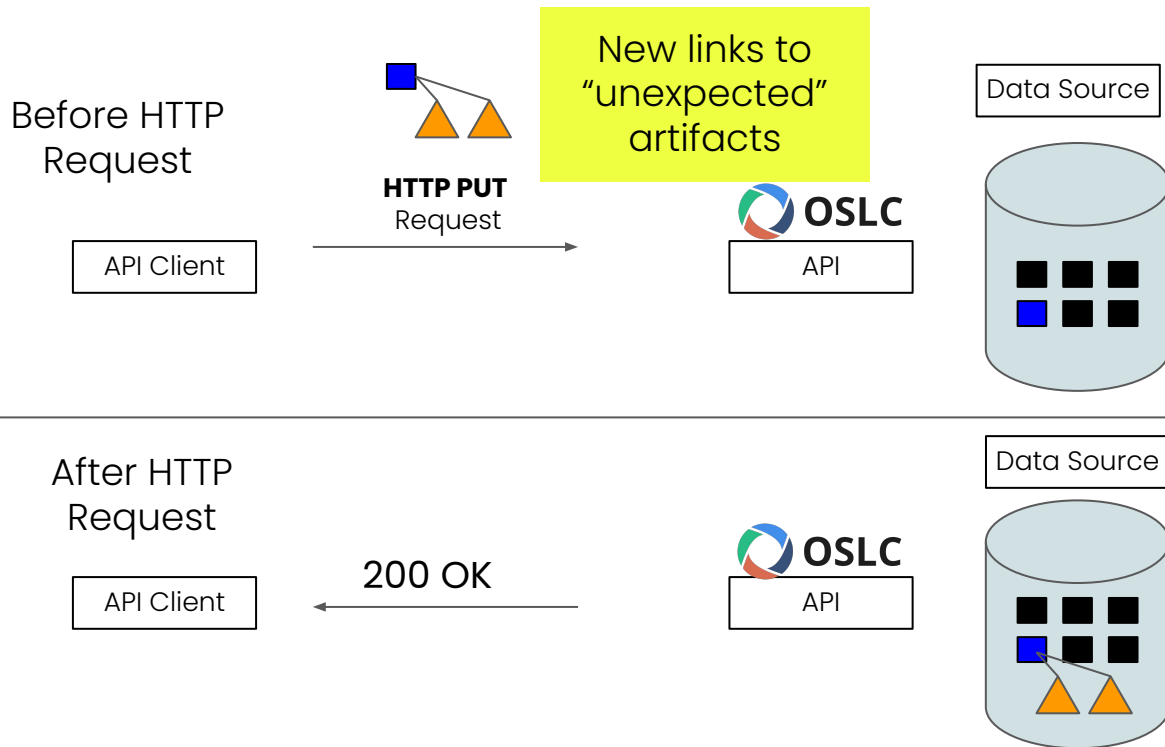 New links to
“unexpected”
artifacts
Data Source
Before HTTP
Request
HTTP PUT
Request
OSLC
API Client
API
After HTTP
Request
Data Source
OSLC
200 OK
API Client
API